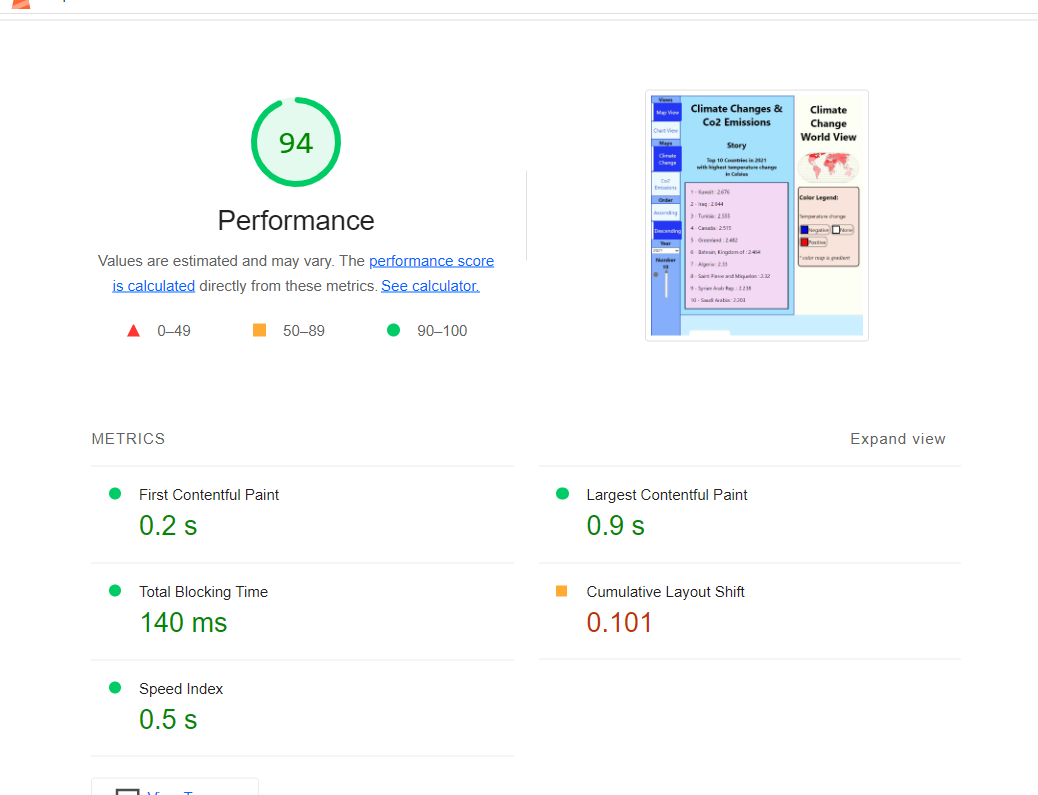 94
Performance
Values are estimated and may vary. The performance score
is calculated directly from these metrics. See calculator.
0–49
50–89
90–100
Views
Map View
Chart View
Maps
Climate
Change
Co2
Emissions
Order
Ascending
Descending
Year
2021
Number
10
Climate Changes &
Co2 Emissions
Story
Top 10 Countries in 2021
with highest temperature change
in Celsius
1 - Kuwait : 2.676
2 - Iraq : 2.644
3 - Tunisia : 2.555
4 - Canada : 2.515
5 - Greenland : 2.482
6 - Bahrain, Kingdom of : 2.464
7 - Algeria : 2.33
8 - Saint Pierre and Miquelon : 2.32
9 - Syrian Arab Rep. : 2.238
10 - Saudi Arabia : 2.203
Climate
Change
World View
Color Legend:
Temperature change
Negative
None
Positive
* color map is gradient
METRICS
Expand view
First Contentful Paint
0.2 s
Largest Contentful Paint
0.9 s
Total Blocking Time
140 ms
Cumulative Layout Shift
0.101
Speed Index
0.5 s